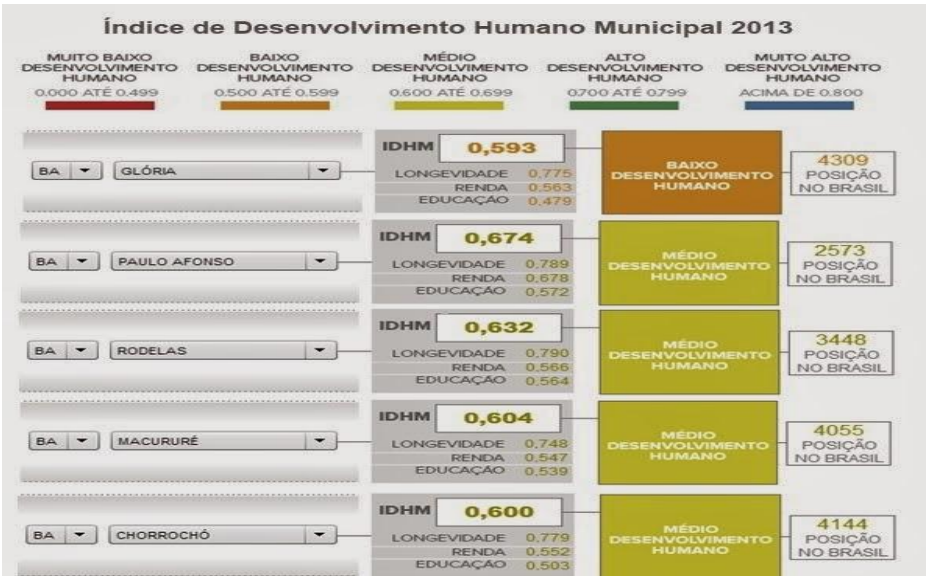 Índice de Desenvolvimento Humano Municipal 2013
MUITO BAIXO
DESENVOLVIMENTO
HUMANO
0.000 ATÉ 0.499
BAIXO
DESENVOLVIMENTO
HUMANO
0.500 ATÉ 0.599
MÉDIO
DESENVOLVIMENTO
HUMANO
0.600 ATÉ 0.699
ALTO
DESENVOLVIMENTO
HUMANO
0.700 ATÉ 0.799
MUITO ALTO
DESENVOLVIMENTO
HUMANO
ACIMA DE 0.800
BA GLÓRIA
IDHM 0,593
LONGEVIDADE 0,775
RENDA 0,563
EDUCAÇÃO 0,479
BAIXO
DESENVOLVIMENTO
HUMANO
4309
POSIÇÃO
NO BRASIL
BA PAULO AFONSO
IDHM 0,674
LONGEVIDADE 0,789
RENDA 0,678
EDUCAÇÃO 0,572
MÉDIO
DESENVOLVIMENTO
HUMANO
2573
POSIÇÃO
NO BRASIL
BA RODELAS
IDHM 0,632
LONGEVIDADE 0,790
RENDA 0,566
EDUCAÇÃO 0,564
MÉDIO
DESENVOLVIMENTO
HUMANO
3448
POSIÇÃO
NO BRASIL
BA MACURURÉ
IDHM 0,604
LONGEVIDADE 0,748
RENDA 0,547
EDUCAÇÃO 0,539
MÉDIO
DESENVOLVIMENTO
HUMANO
4055
POSIÇÃO
NO BRASIL
BA CHORROCHÓ
IDHM 0,600
LONGEVIDADE 0,779
RENDA 0,552
EDUCAÇÃO 0,503
MÉDIO
DESENVOLVIMENTO
HUMANO
4144
POSIÇÃO
NO BRASIL